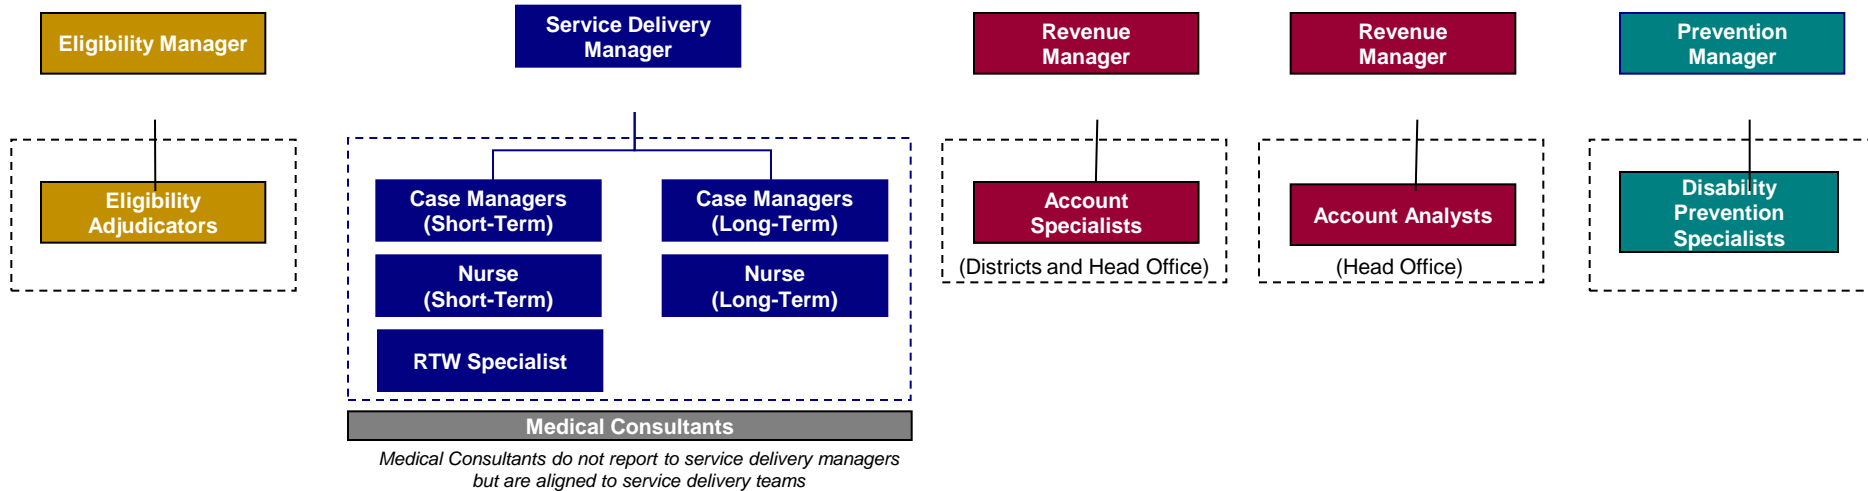 Eligibility Manager
Service Delivery
Manager
Revenue
Manager
Revenue
Manager
Prevention
Manager
Eligibility
Adjudicators
Case Managers
(Short-Term)
Case Managers
(Long-Term)
Nurse
(Short-Term)
Nurse
(Long-Term)
RTW Specialist
Medical Consultants
Medical Consultants do not report to service delivery managers
but are aligned to service delivery teams
Account
Specialists
(Districts and Head Office)
Account Analysts
(Head Office)
Disability
Prevention
Specialists